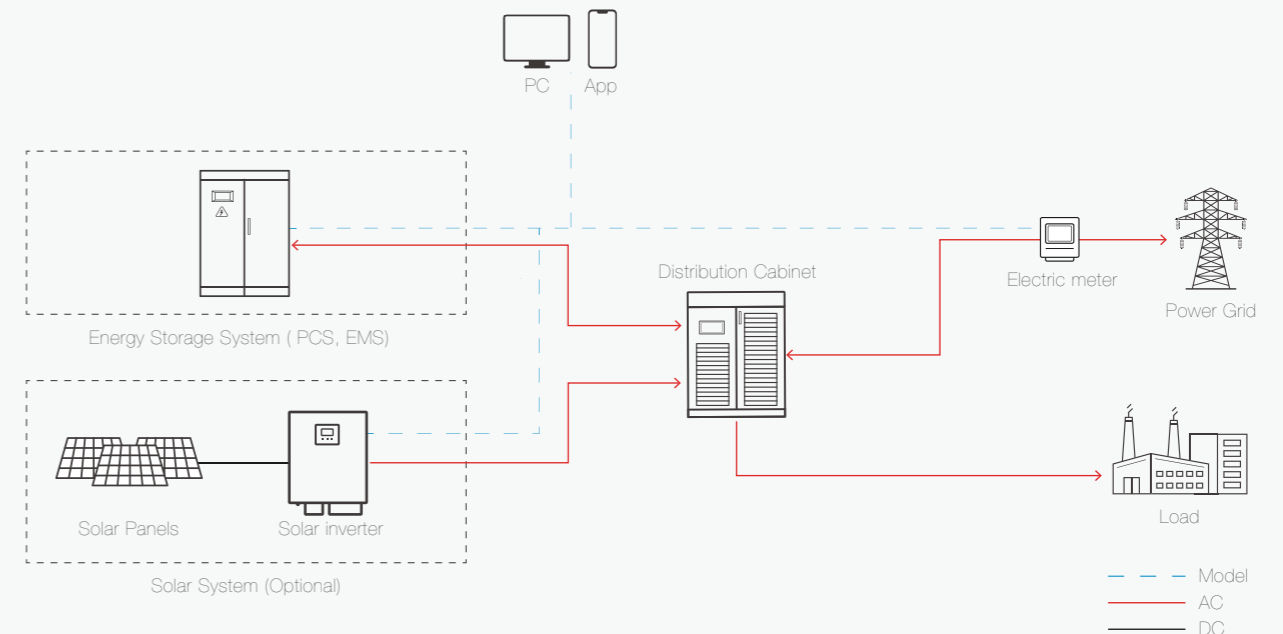 PC
App
Distribution Cabinet
Electric meter
Power Grid
Energy Storage System ( PCS, EMS)
Solar Panels
Solar inverter
Load
Solar System (Optional)
Model
AC
DC